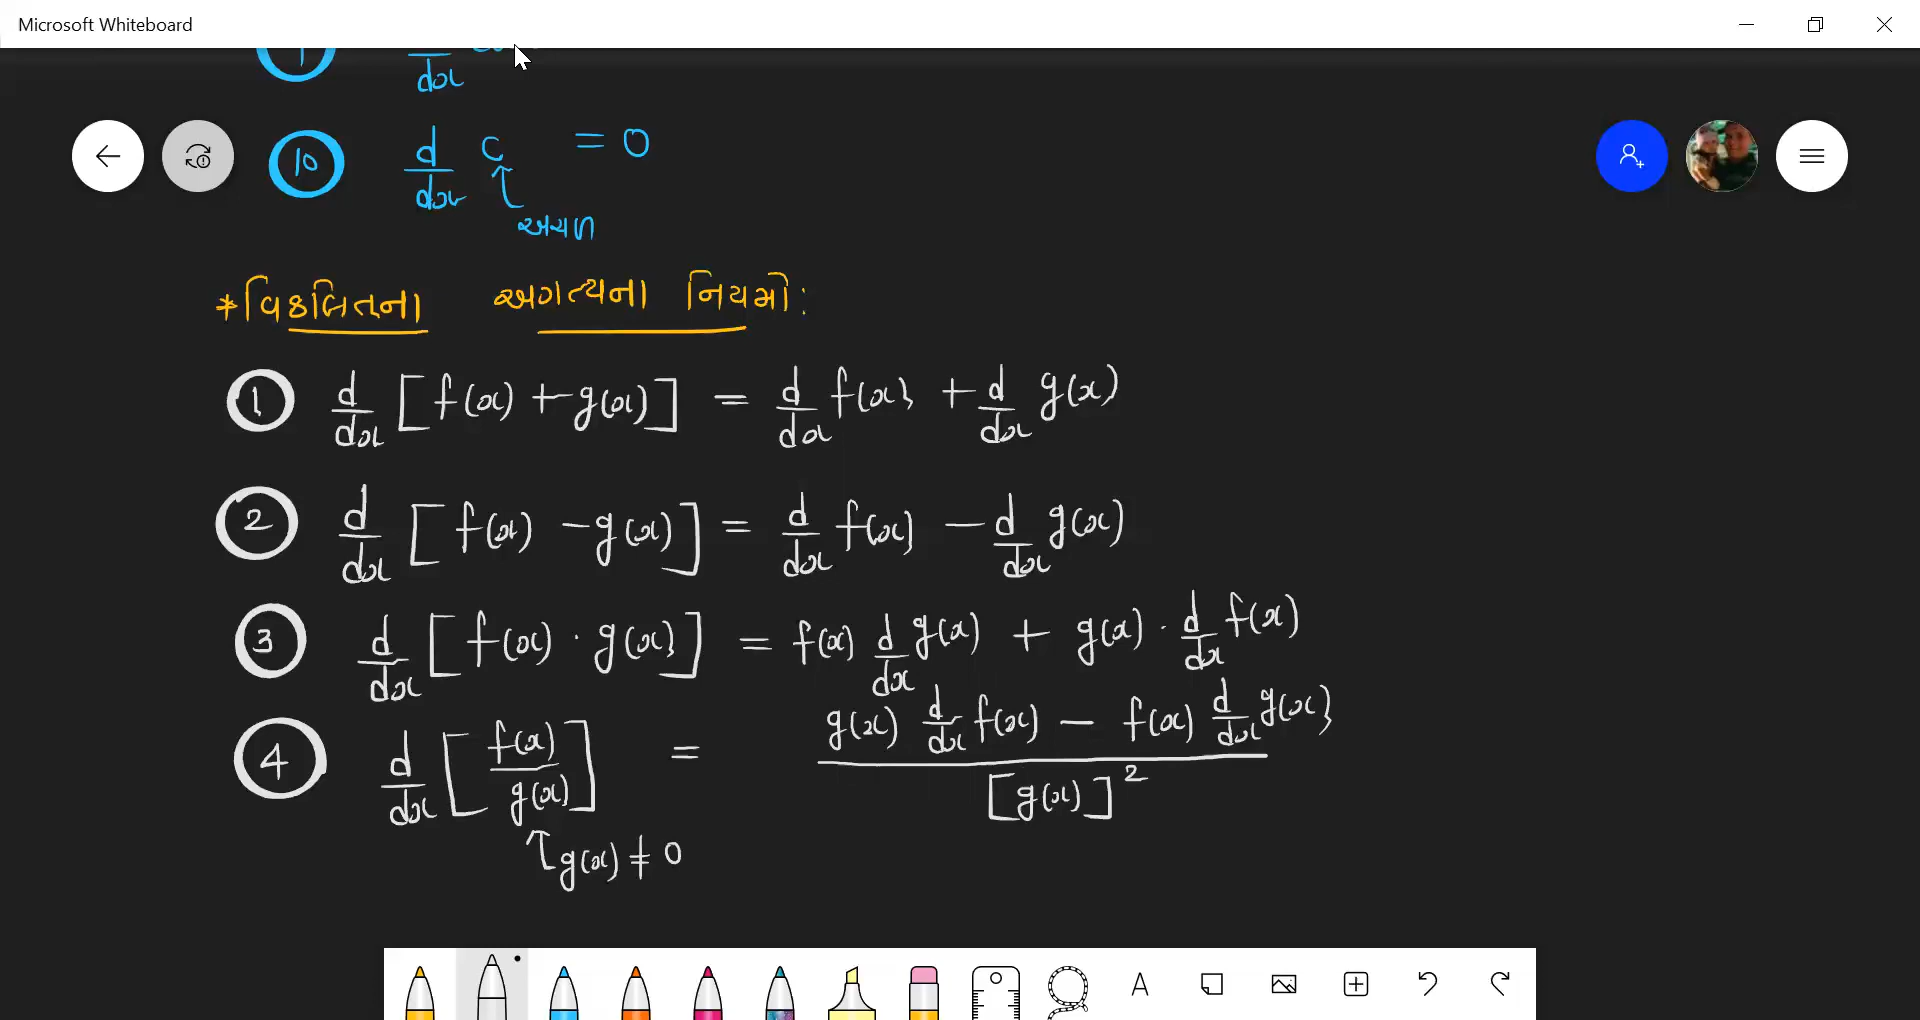 Microsoft Whiteboard
d/dx
10 d/dx c = 0
અચળ
*વિકલિતના અગત્યના નિયમો:
1 d/dx [f(x) + g(x)] = d/dx f(x) + d/dx g(x)
2 d/dx [f(x) - g(x)] = d/dx f(x) - d/dx g(x)
3 d/dx [f(x) · g(x)] = f(x) d/dx g(x) + g(x) · d/dx f(x)
4 d/dx [f(x)/g(x)] = g(x) d/dx f(x) - f(x) d/dx g(x) / [g(x)]²
g(x) ≠ 0